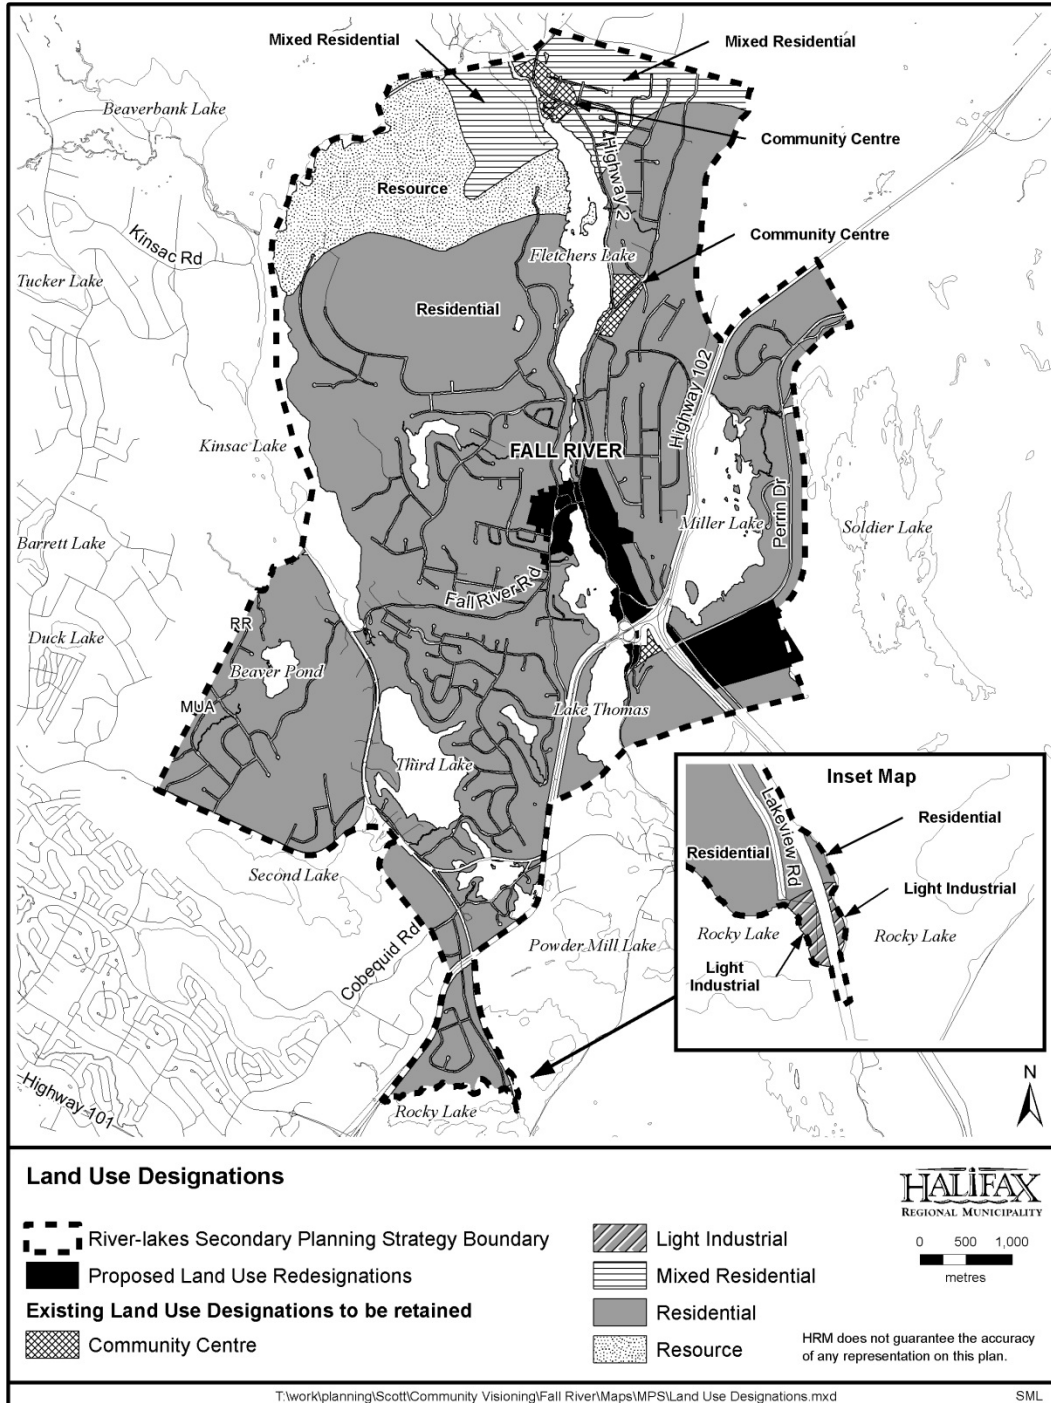 Mixed Residential
Mixed Residential
Beaverbank Lake
Community Centre
Highway 2
Resource
Kinsac Rd
Community Centre
Fletchers Lake
Tucker Lake
Residential
Highway 102
Kinsac Lake
FALL RIVER
Miller Lake
Perrin Dr
Soldier Lake
Barrett Lake
Fall River Rd
RR
Duck Lake
Beaver Pond
MUA
Lake Thomas
Third Lake
Inset Map
Lakeview Rd
Residential
Residential
Second Lake
Light Industrial
Rocky Lake
Rocky Lake
Cobequid Rd
Powder Mill Lake
Light
Industrial
Highway 101
Rocky Lake
N
Land Use Designations
HALIFAX
REGIONAL MUNICIPALITY
River-lakes Secondary Planning Strategy Boundary
Light Industrial
0 500 1,000
metres
Proposed Land Use Redesignations
Mixed Residential
Existing Land Use Designations to be retained
Residential
Community Centre
Resource
HRM does not guarantee the accuracy
of any representation on this plan.
T:\work\planning\Scott\Community Visioning\Fall River\Maps\MPS\Land Use Designations.mxd
SML